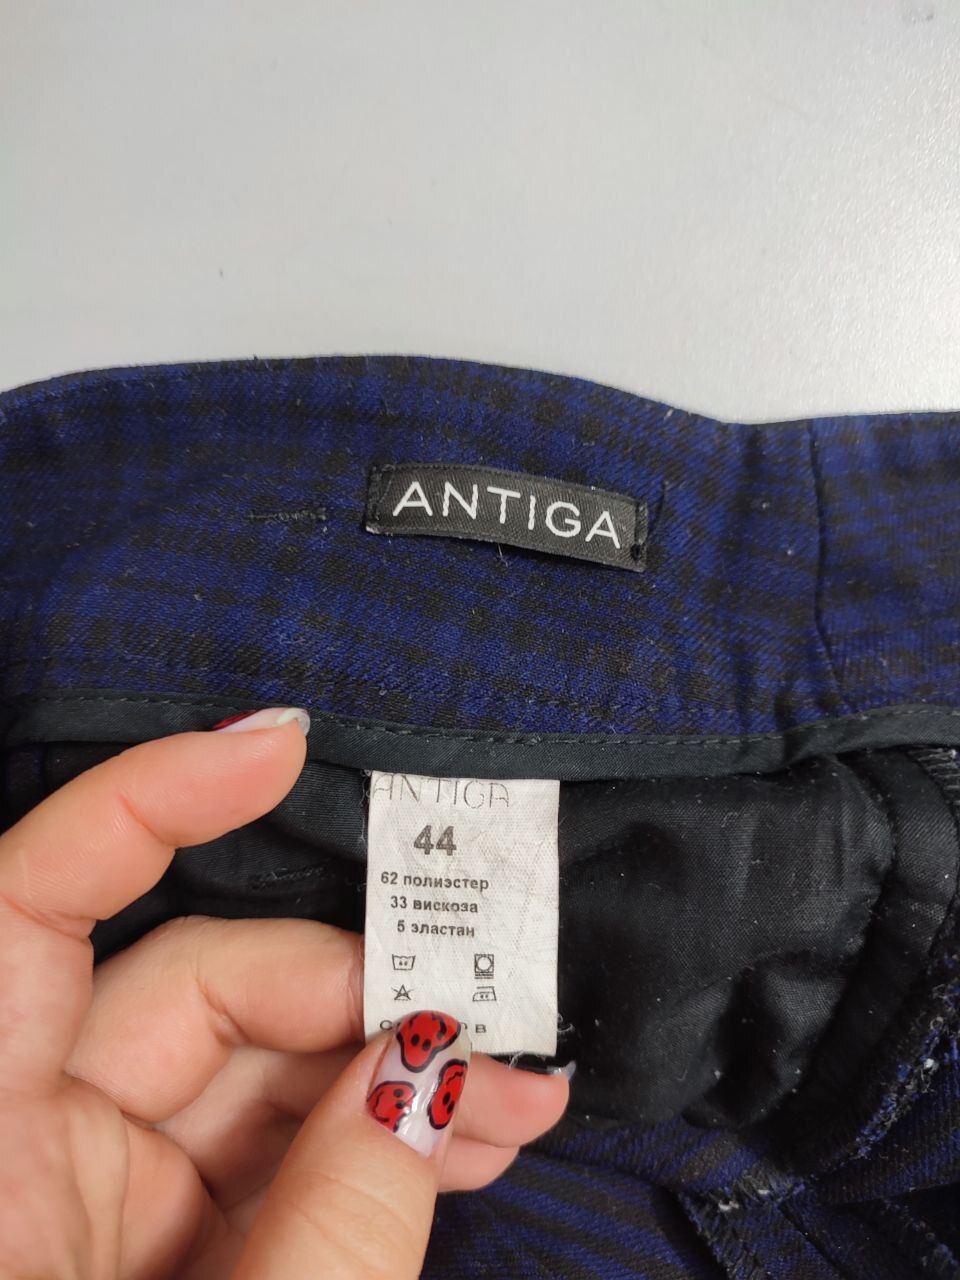 ANTIGA
ANTIGA
44
62 полиэстер
33 вискоза
5 эластан
в